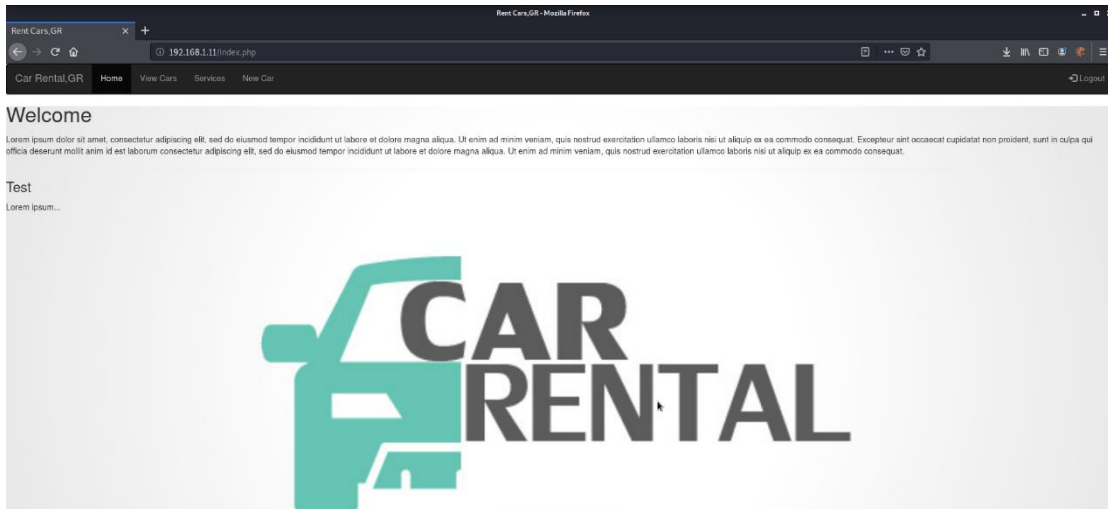 Rent Cars,GR - Mozilla Firefox
Rent Cars,GR
192.168.1.11/index.php
Car Rental,GR Home View Cars Services New Car Logout
Welcome
Lorem ipsum dolor sit amet, consectetur adipiscing elit, sed do eiusmod tempor incididunt ut labore et dolore magna aliqua. Ut enim ad minim veniam, quis nostrud exercitation ullamco laboris nisi ut aliquip ex ea commodo consequat. Excepteur sint occaecat cupidatat non proident, sunt in culpa qui
officia deserunt mollit anim id est laborum consectetur adipiscing elit, sed do eiusmod tempor incididunt ut labore et dolore magna aliqua. Ut enim ad minim veniam, quis nostrud exercitation ullamco laboris nisi ut aliquip ex ea commodo consequat.
Test
Lorem ipsum...
CAR
RENTAL